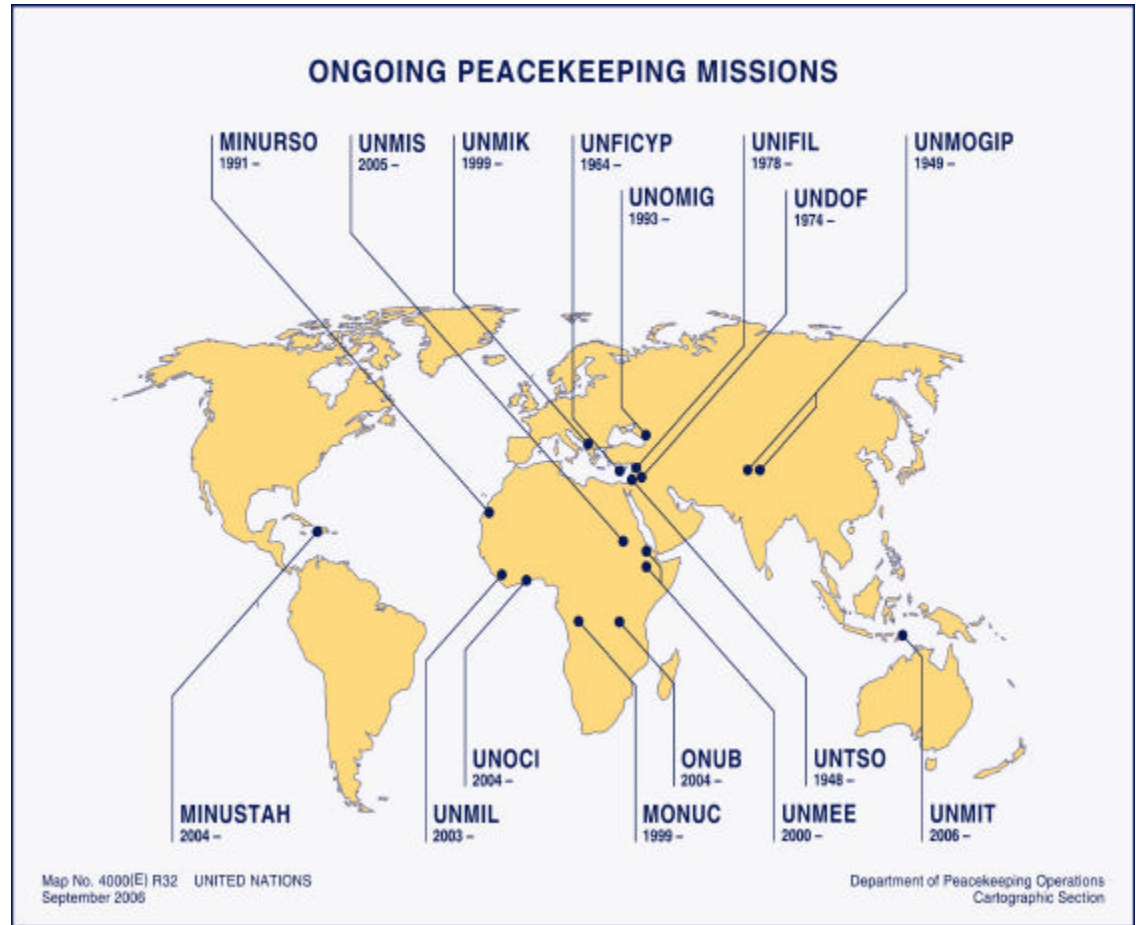 ONGOING PEACEKEEPING MISSIONS
MINURSO
1991 –
UNMIS
2005 –
UNMIK
1999 –
UNFICYP
1964 –
UNIFIL
1978 –
UNMOGIP
1949 –
UNOMIG
1993 –
UNDOF
1974 –
UNOCI
2004 –
ONUB
2004 –
UNTSO
1948 –
MINUSTAH
2004 –
UNMIL
2003 –
MONUC
1999 –
UNMEE
2000 –
UNMIT
2006 –
Map No. 4000(E) R32 UNITED NATIONS
September 2006
Department of Peacekeeping Operations
Cartographic Section